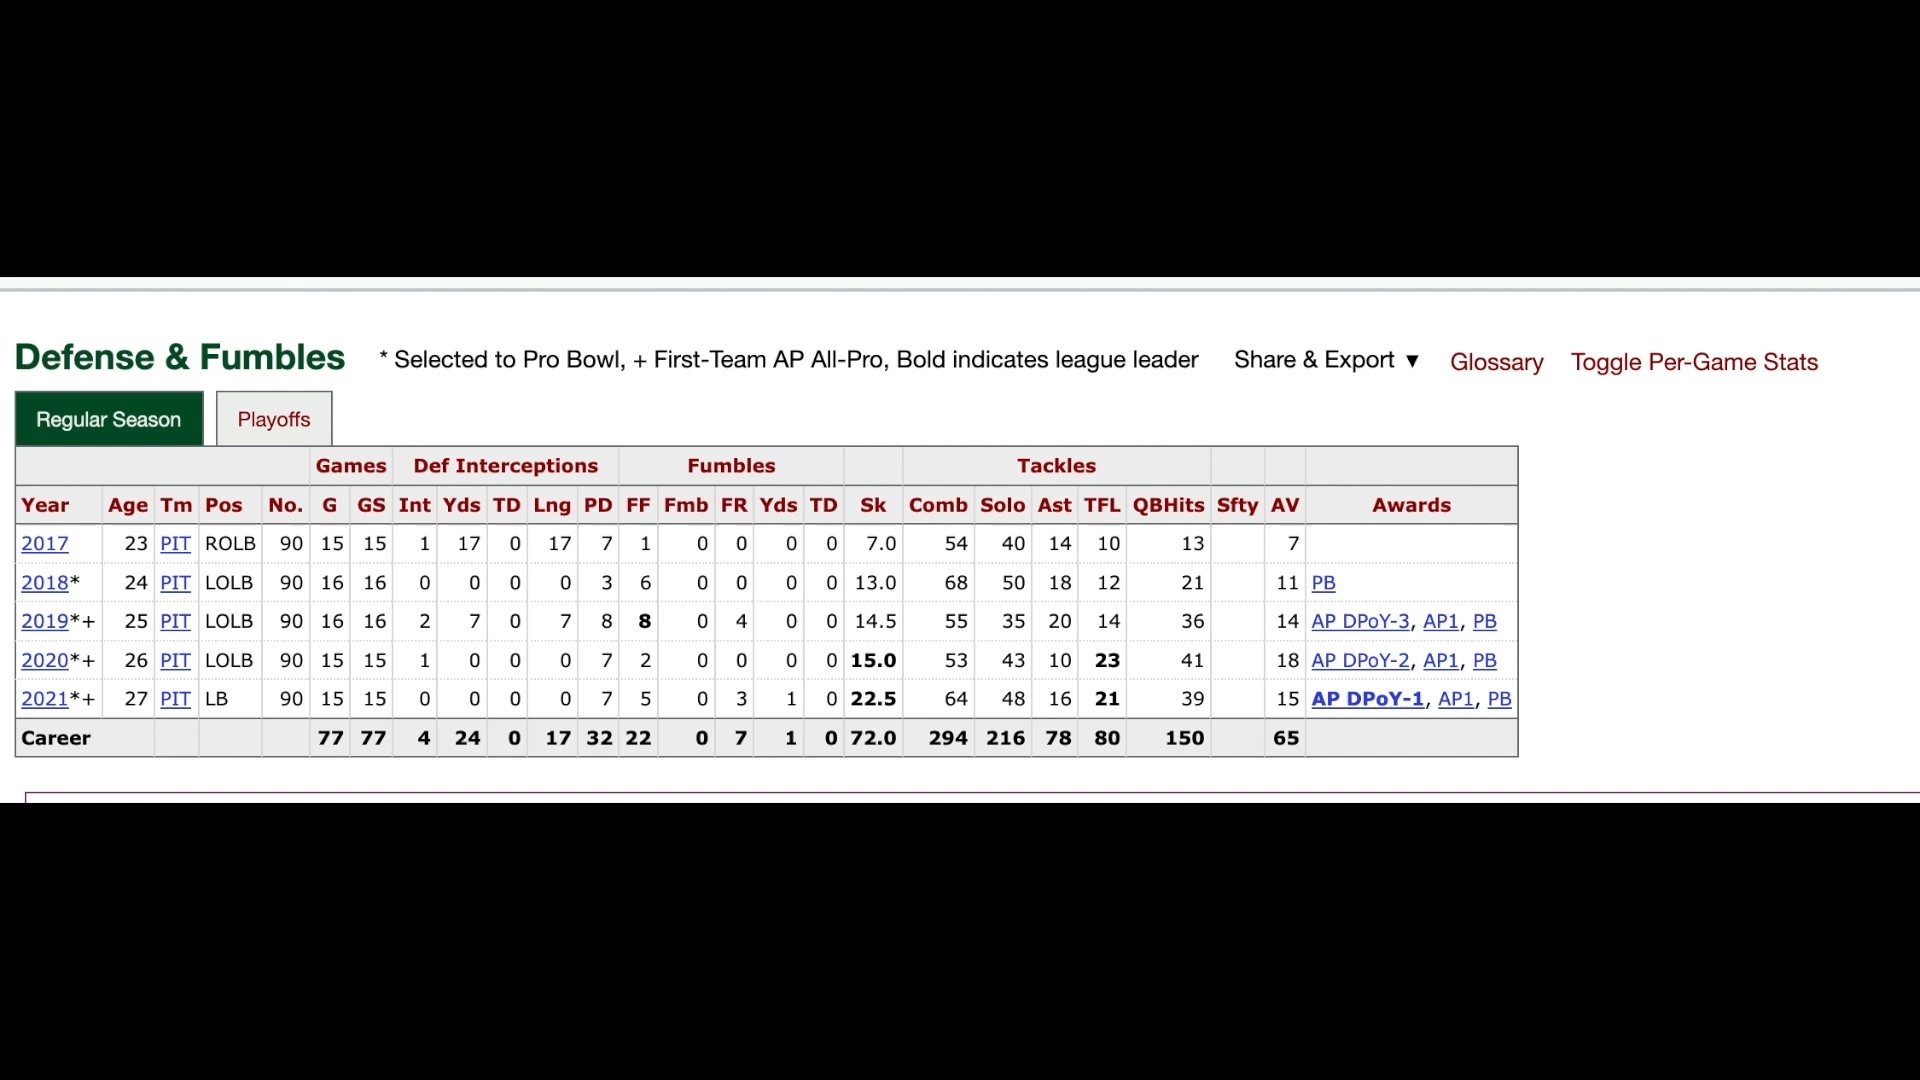 Defense & Fumbles * Selected to Pro Bowl, + First-Team AP All-Pro, Bold indicates league leader Share & Export ▼ Glossary Toggle Per-Game Stats
Regular Season Playoffs
Games Def Interceptions Fumbles Tackles
Year Age Tm Pos No. G GS Int Yds TD Lng PD FF Fmb FR Yds TD Sk Comb Solo Ast TFL QBHits Sfty AV Awards
2017 23 PIT ROLB 90 15 15 1 17 0 17 7 1 0 0 0 0 7.0 54 40 14 10 13 7
2018* 24 PIT LOLB 90 16 16 0 0 0 0 3 6 0 0 0 0 13.0 68 50 18 12 21 11 PB
2019*+ 25 PIT LOLB 90 16 16 2 7 0 7 8 8 0 4 0 0 14.5 55 35 20 14 36 14 AP DPoY-3, AP1, PB
2020*+ 26 PIT LOLB 90 15 15 1 0 0 0 7 2 0 0 0 0 15.0 53 43 10 23 41 18 AP DPoY-2, AP1, PB
2021*+ 27 PIT LB 90 15 15 0 0 0 0 7 5 0 3 1 0 22.5 64 48 16 21 39 15 AP DPoY-1, AP1, PB
Career 77 77 4 24 0 17 32 22 0 7 1 0 72.0 294 216 78 80 150 65